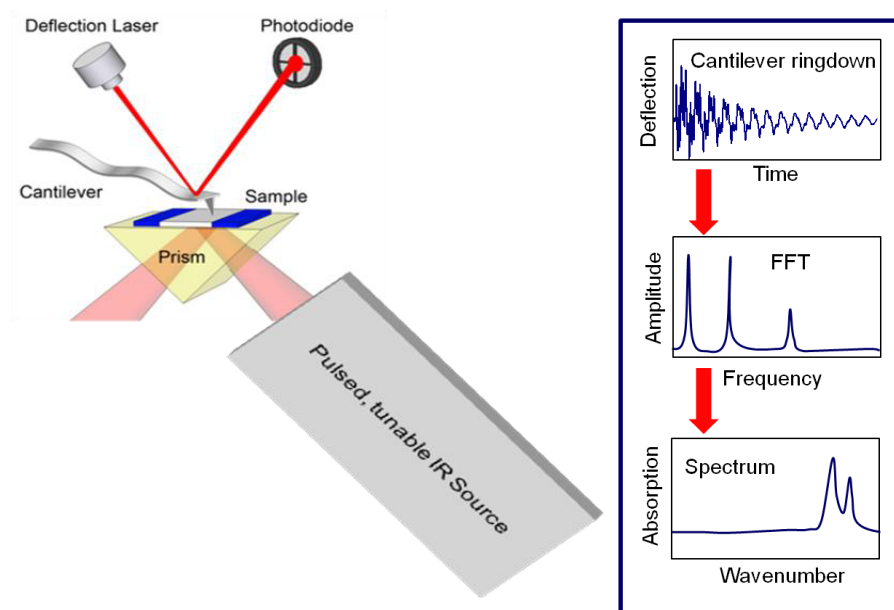 Deflection Laser
Photodiode
Cantilever
Sample
Prism
Pulsed, tunable IR Source
Cantilever ringdown
Deflection
Time
FFT
Amplitude
Frequency
Spectrum
Absorption
Wavenumber